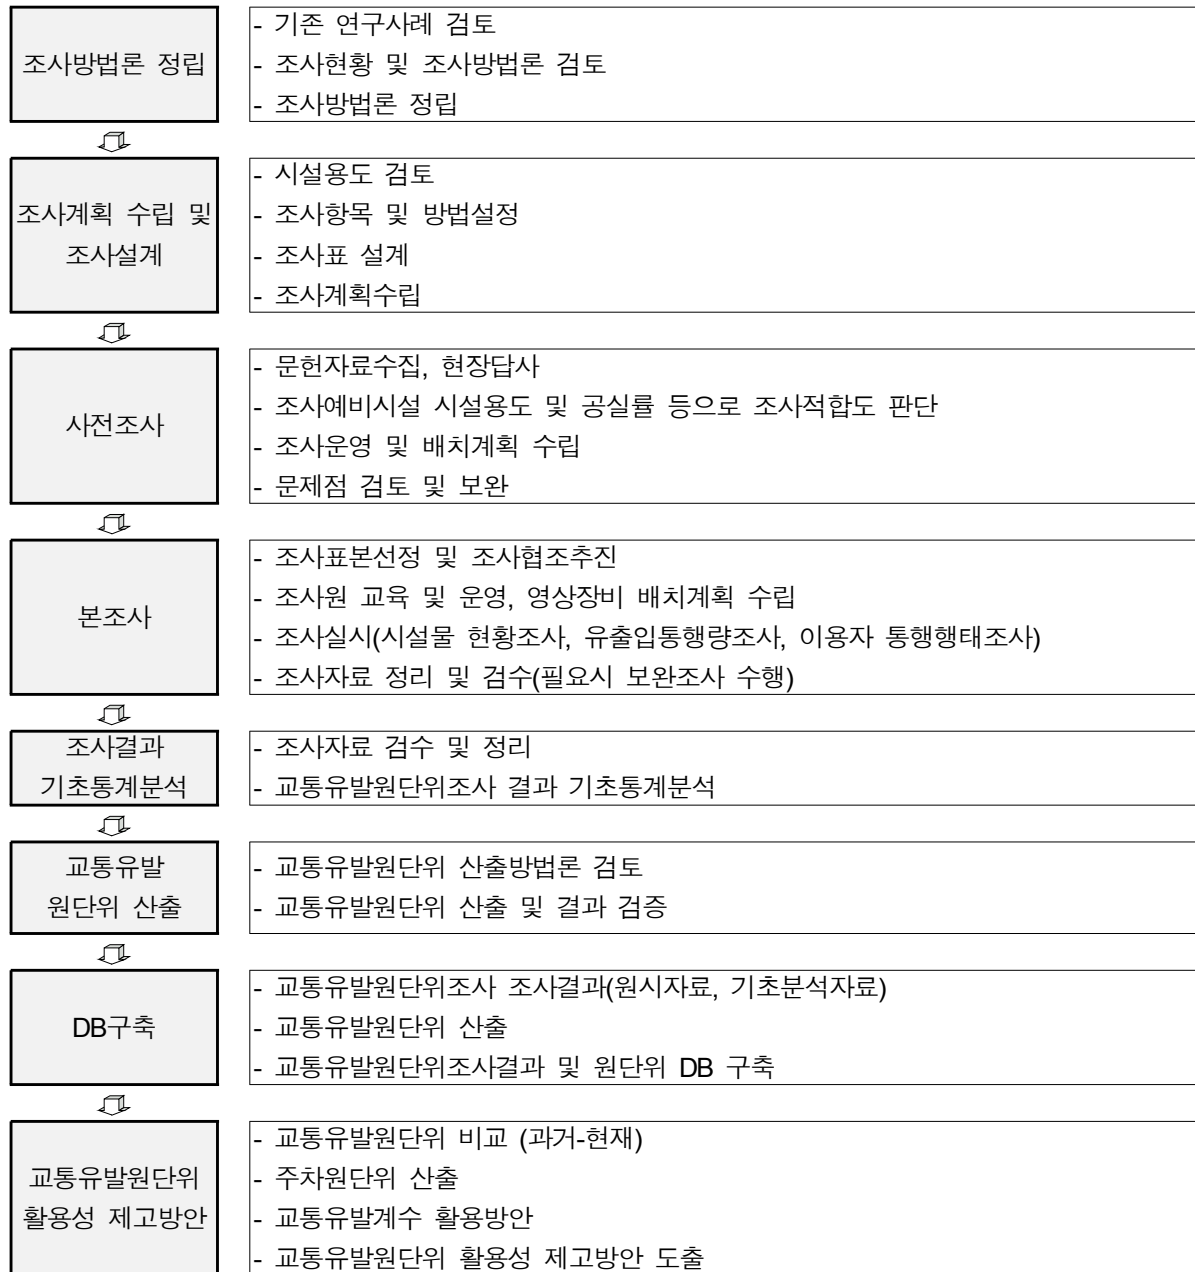 조사방법론 정립
- 기존 연구사례 검토
- 조사현황 및 조사방법론 검토
- 조사방법론 정립
조사계획 수립 및
조사설계
- 시설용도 검토
- 조사항목 및 방법설정
- 조사표 설계
- 조사계획수립
사전조사
- 문헌자료수집, 현장답사
- 조사예비시설 시설용도 및 공실률 등으로 조사적합도 판단
- 조사운영 및 배치계획 수립
- 문제점 검토 및 보완
본조사
- 조사표본선정 및 조사협조추진
- 조사원 교육 및 운영, 영상장비 배치계획 수립
- 조사실시(시설물 현황조사, 유출입통행량조사, 이용자 통행행태조사)
- 조사자료 정리 및 검수(필요시 보완조사 수행)
조사결과
기초통계분석
- 조사자료 검수 및 정리
- 교통유발원단위조사 결과 기초통계분석
교통유발
원단위 산출
- 교통유발원단위 산출방법론 검토
- 교통유발원단위 산출 및 결과 검증
DB구축
- 교통유발원단위조사 조사결과(원시자료, 기초분석자료)
- 교통유발원단위 산출
- 교통유발원단위조사결과 및 원단위 DB 구축
교통유발원단위
활용성 제고방안
- 교통유발원단위 비교 (과거-현재)
- 주차원단위 산출
- 교통유발계수 활용방안
- 교통유발원단위 활용성 제고방안 도출